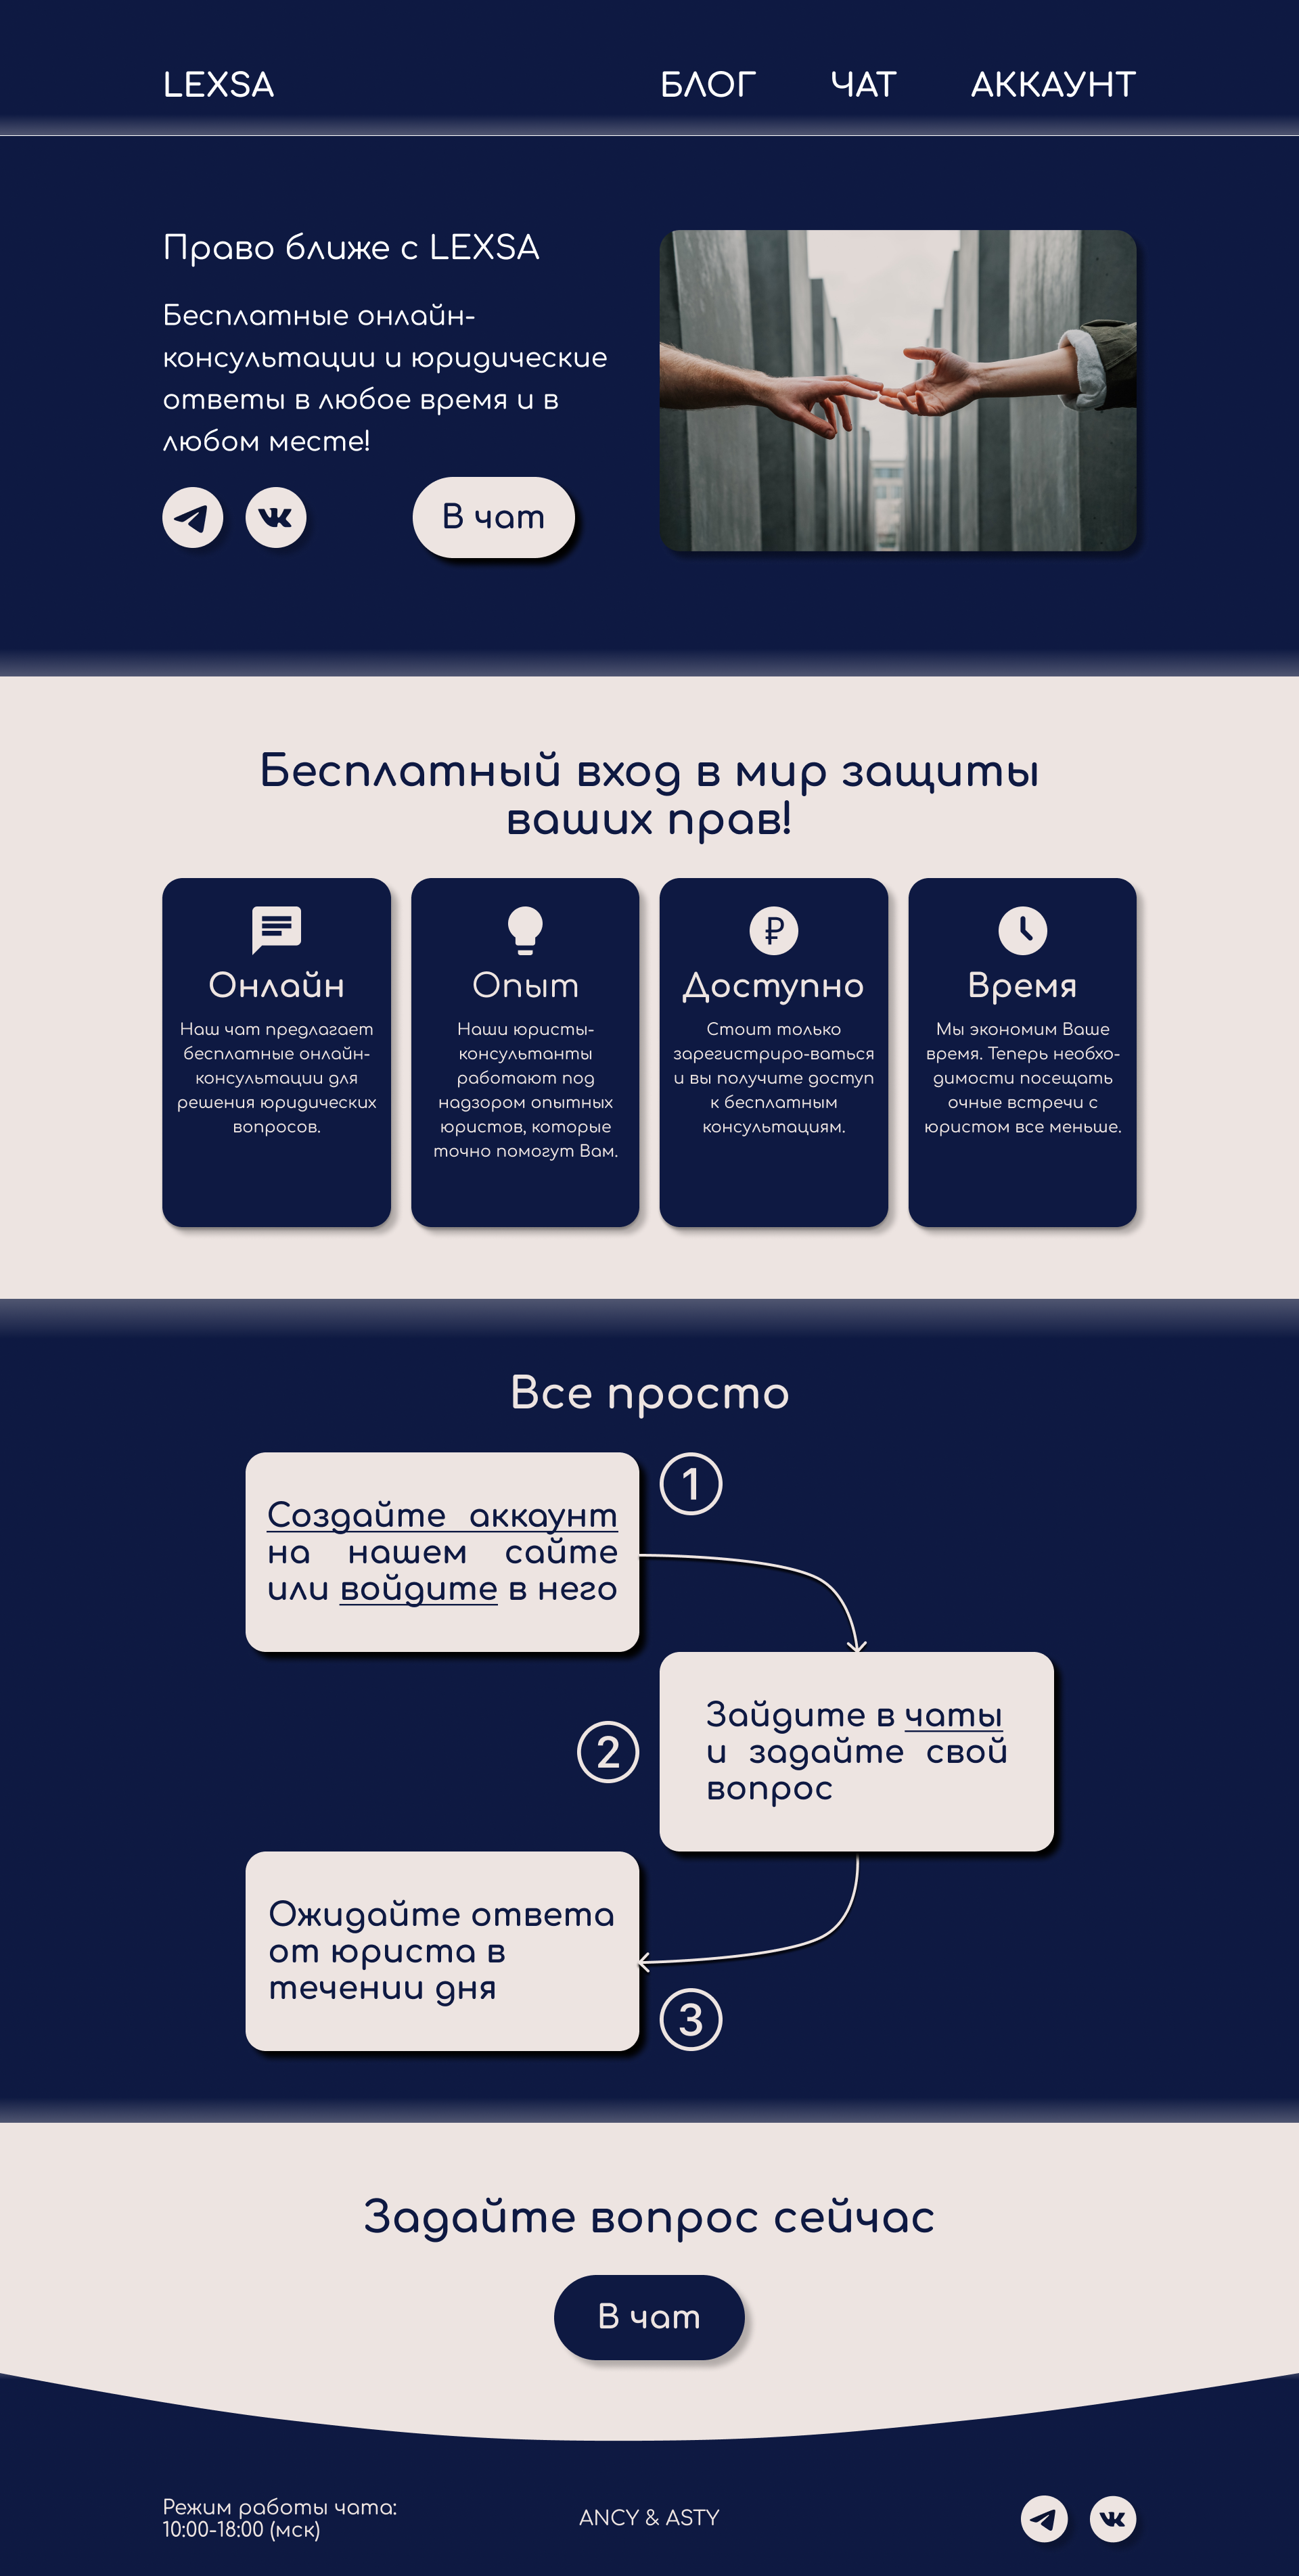 LEXSA
БЛОГ
ЧАТ
АККАУНТ
Право ближе с LEXSA
Бесплатные онлайн-
консультации и юридические
ответы в любое время и в
любом месте!
В чат
Бесплатный вход в мир защиты
ваших прав!
Онлайн
Наш чат предлагает
бесплатные онлайн-
консультации для
решения юридических
вопросов.
Опыт
Наши юристы-
консультанты
работают под
надзором опытных
юристов, которые
точно помогут Вам.
₽
Доступно
Стоит только
зарегистриро-ваться
и вы получите доступ
к бесплатным
консультациям.
Время
Мы экономим Ваше
время. Теперь необхо-
димости посещать
очные встречи с
юристом все меньше.
Все просто
1
Создайте аккаунт
на нашем сайте
или войдите в него
2
Зайдите в чаты
и задайте свой
вопрос
Ожидайте ответа
от юриста в
течении дня
3
Задайте вопрос сейчас
В чат
Режим работы чата:
10:00-18:00 (мск)
ANCY & ASTY